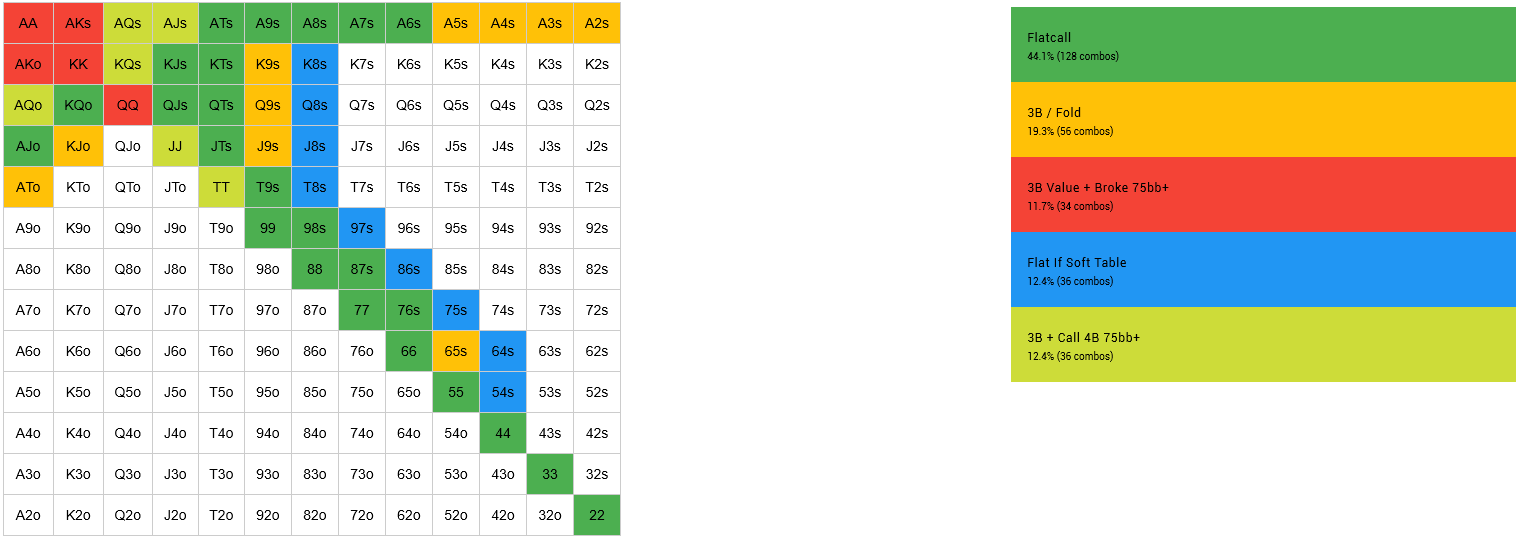 AA AKs AQs AJs ATs A9s A8s A7s A6s A5s A4s A3s A2s
AKo KK KQs KJs KTs K9s K8s K7s K6s K5s K4s K3s K2s
AQo KQo QQ QJs QTs Q9s Q8s Q7s Q6s Q5s Q4s Q3s Q2s
AJo KJo QJo JJ JTs J9s J8s J7s J6s J5s J4s J3s J2s
ATo KTo QTo JTo TT T9s T8s T7s T6s T5s T4s T3s T2s
A9o K9o Q9o J9o T9o 99 98s 97s 96s 95s 94s 93s 92s
A8o K8o Q8o J8o T8o 98o 88 87s 86s 85s 84s 83s 82s
A7o K7o Q7o J7o T7o 97o 87o 77 76s 75s 74s 73s 72s
A6o K6o Q6o J6o T6o 96o 86o 76o 66 65s 64s 63s 62s
A5o K5o Q5o J5o T5o 95o 85o 75o 65o 55 54s 53s 52s
A4o K4o Q4o J4o T4o 94o 84o 74o 64o 54o 44 43s 42s
A3o K3o Q3o J3o T3o 93o 83o 73o 63o 53o 43o 33 32s
A2o K2o Q2o J2o T2o 92o 82o 72o 62o 52o 42o 32o 22
Flatcall
44.1% (128 combos)
3B / Fold
19.3% (56 combos)
3B Value + Broke 75bb+
11.7% (34 combos)
Flat If Soft Table
12.4% (36 combos)
3B + Call 4B 75bb+
12.4% (36 combos)